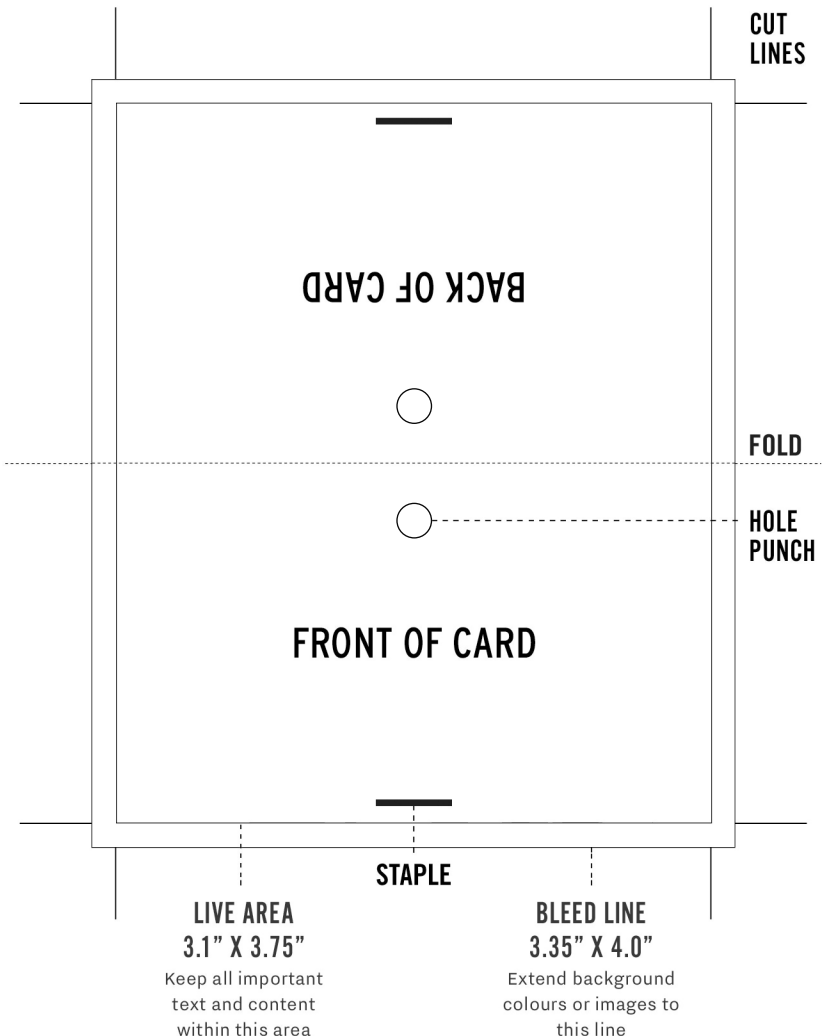 CUT
LINES
BACK OF CARD
FOLD
HOLE
PUNCH
FRONT OF CARD
STAPLE
LIVE AREA
3.1” X 3.75”
Keep all important
text and content
within this area
BLEED LINE
3.35” X 4.0”
Extend background
colours or images to
this line